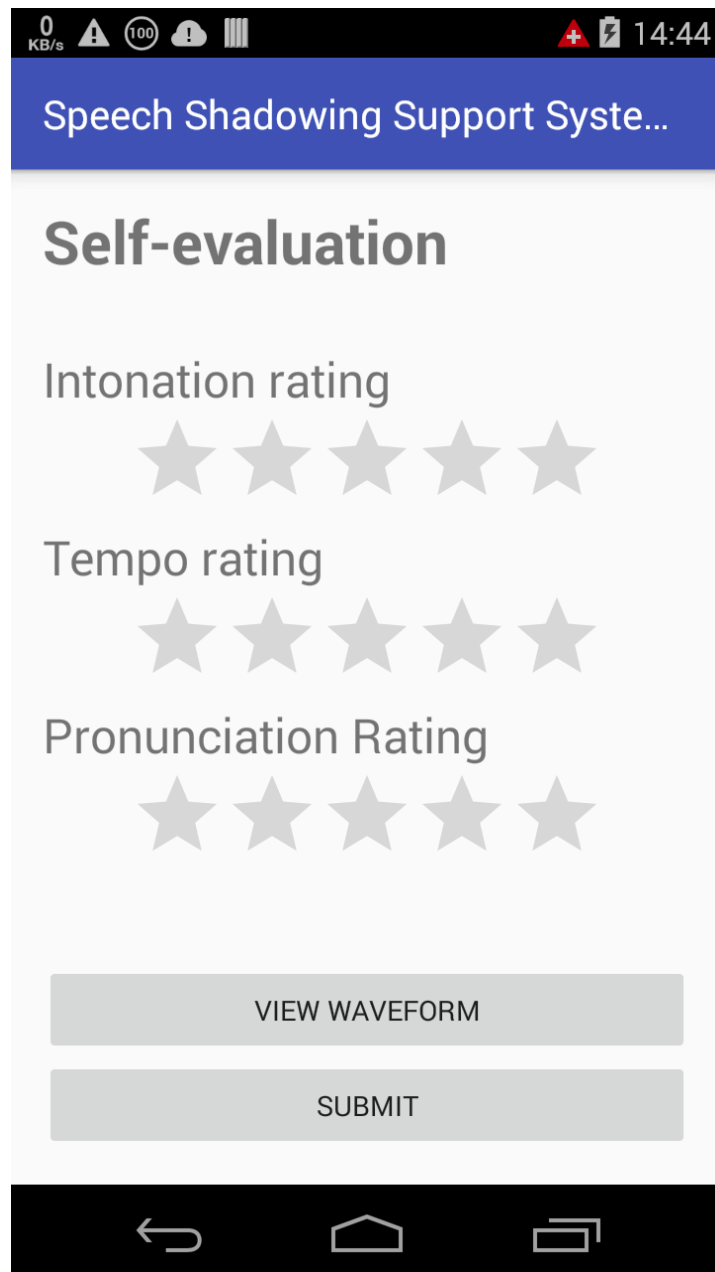 0
KB/s 100 ! 14:44
Speech Shadowing Support Syste...
Self-evaluation
Intonation rating
Tempo rating
Pronunciation Rating
VIEW WAVEFORM
SUBMIT